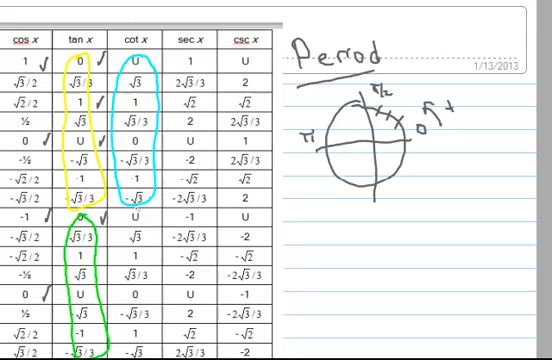 cos x tan x cot x sec x csc x
1 0 U 1 U
√3/2 √3/3 √3 2√3/3 2
√2/2 1 1 √2 √2
½ √3 √3/3 2 2√3/3
0 U 0 U 1
-½ -√3 -√3/3 -2 2√3/3
-√2/2 -1 -1 -√2 √2
-√3/2 -√3/3 -√3 -2√3/3 2
-1 0 U -1 U
-√3/2 √3/3 √3 -2√3/3 -2
-√2/2 1 1 -√2 -√2
-½ √3 √3/3 -2 -2√3/3
0 U 0 U -1
½ -√3 -√3/3 2 -2√3/3
√2/2 -1 1 √2 -√2
√3/2 -√3/3 -√3 2√3/3 -2
Period
1/13/2013
π/2
π 0 +